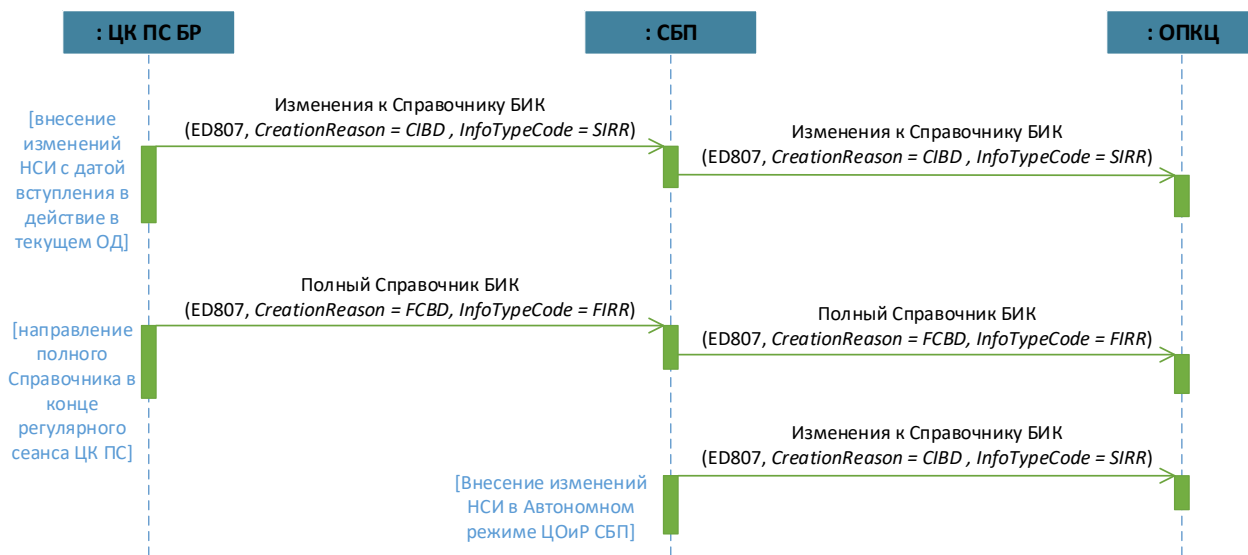 : ЦК ПС БР
: СБП
: ОПКЦ
[внесение
изменений
НСИ с датой
вступления в
действие в
текущем ОД]
Изменения к Справочнику БИК
(ED807, CreationReason = CIBD , InfoTypeCode = SIRR)
Изменения к Справочнику БИК
(ED807, CreationReason = CIBD , InfoTypeCode = SIRR)
[направление
полного
Справочника в
конце
регулярного
сеанса ЦК ПС]
Полный Справочник БИК
(ED807, CreationReason = FCBD, InfoTypeCode = FIRR)
Полный Справочник БИК
(ED807, CreationReason = FCBD, InfoTypeCode = FIRR)
Изменения к Справочнику БИК
(ED807, CreationReason = CIBD , InfoTypeCode = SIRR)
[Внесение изменений
НСИ в Автономном
режиме ЦОиР СБП]